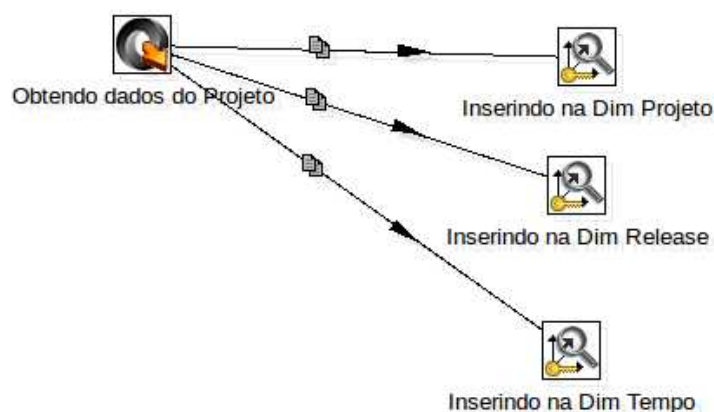 Obtendo dados do Projeto
Inserindo na Dim Projeto
Inserindo na Dim Release
Inserindo na Dim Tempo